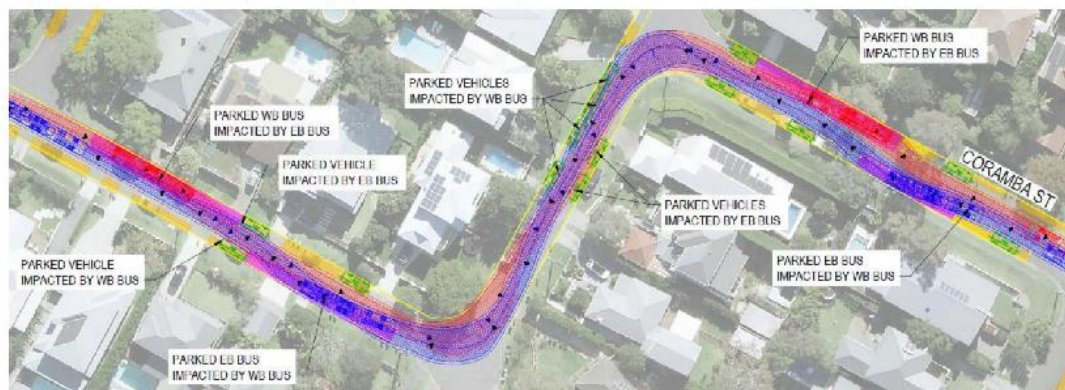 PARKED WB BUS
IMPACTED BY EB BUS
PARKED VEHICLES
IMPACTED BY WB BUS
PARKED WB BUS
IMPACTED BY EB BUS
PARKED VEHICLE
IMPACTED BY EB BUS
CORAMBA ST
PARKED VEHICLES
IMPACTED BY EB BUS
PARKED VEHICLE
IMPACTED BY WB BUS
PARKED EB BUS
IMPACTED BY WB BUS
PARKED EB BUS
IMPACTED BY WB BUS